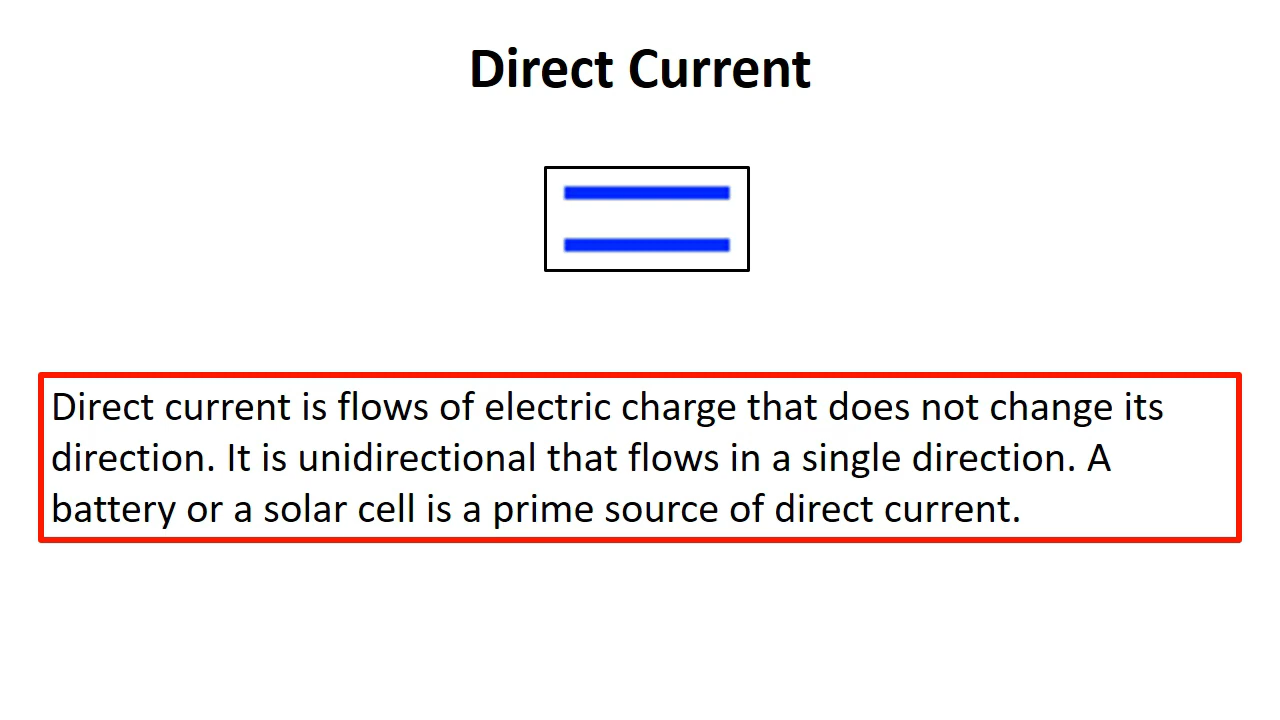 Direct Current
Direct current is flows of electric charge that does not change its
direction. It is unidirectional that flows in a single direction. A
battery or a solar cell is a prime source of direct current.